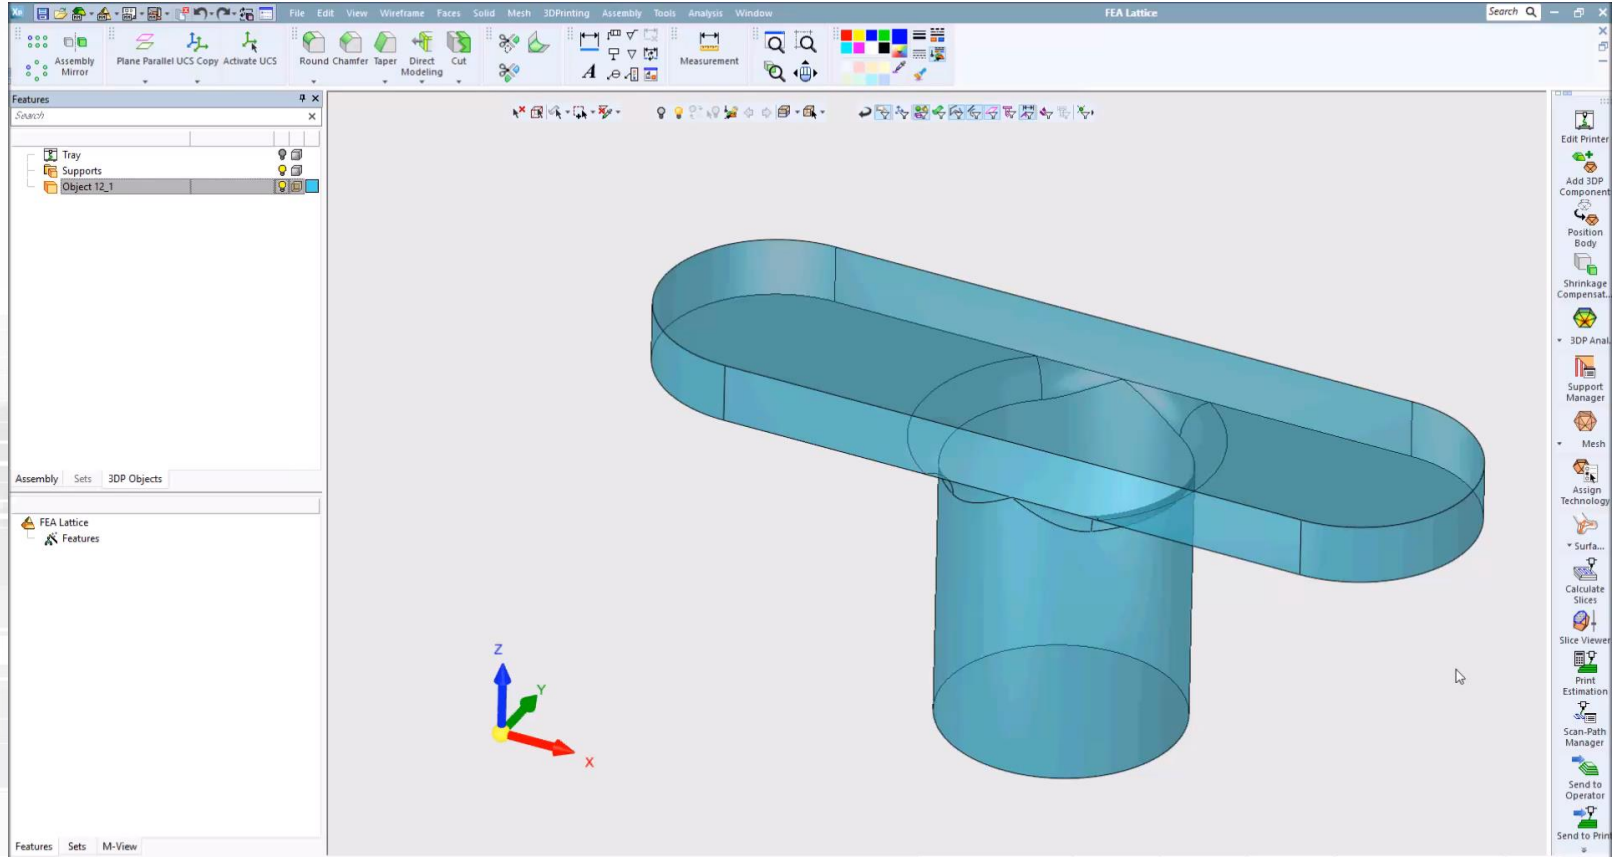 Xe File Edit View Wireframe Faces Solid Mesh 3DPrinting Assembly Tools Analysis Window FEA Lattice Search
Assembly Mirror
Plane Parallel
UCS Copy
Activate UCS
Round
Chamfer
Taper
Direct Modeling
Cut
A
Measurement
Features
Search
Tray
Supports
Object 12_1
Assembly Sets 3DP Objects
FEA Lattice
Features
Features Sets M-View
Z
Y
X
Edit Printer
Add 3DP
Component
Position
Body
Shrinkage
Compensat...
3DP Anal.
Support
Manager
Mesh
Assign
Technology
Surfa...
Calculate
Slices
Slice Viewer
Print
Estimation
Scan-Path
Manager
Send to
Operator
Send to Print